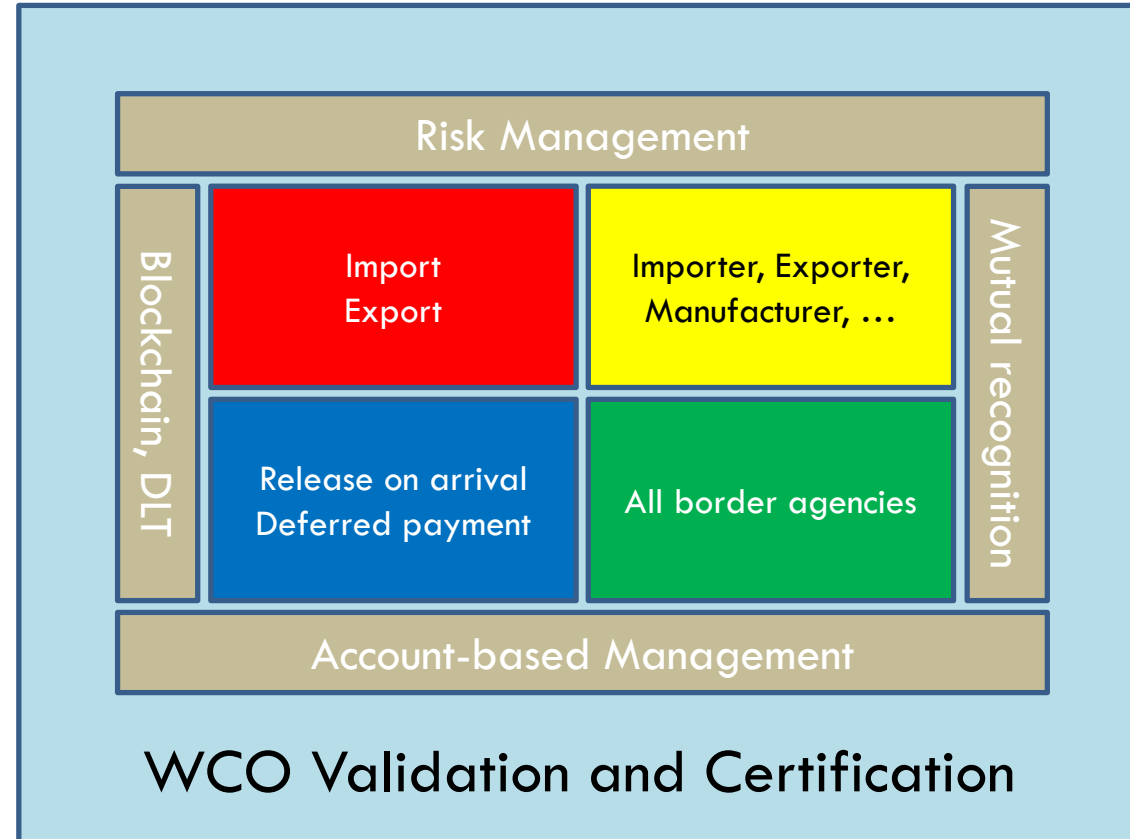 Risk Management
Blockchain, DLT
Import
Export
Importer, Exporter,
Manufacturer, …
Mutual recognition
Release on arrival
Deferred payment
All border agencies
Account-based Management
WCO Validation and Certification